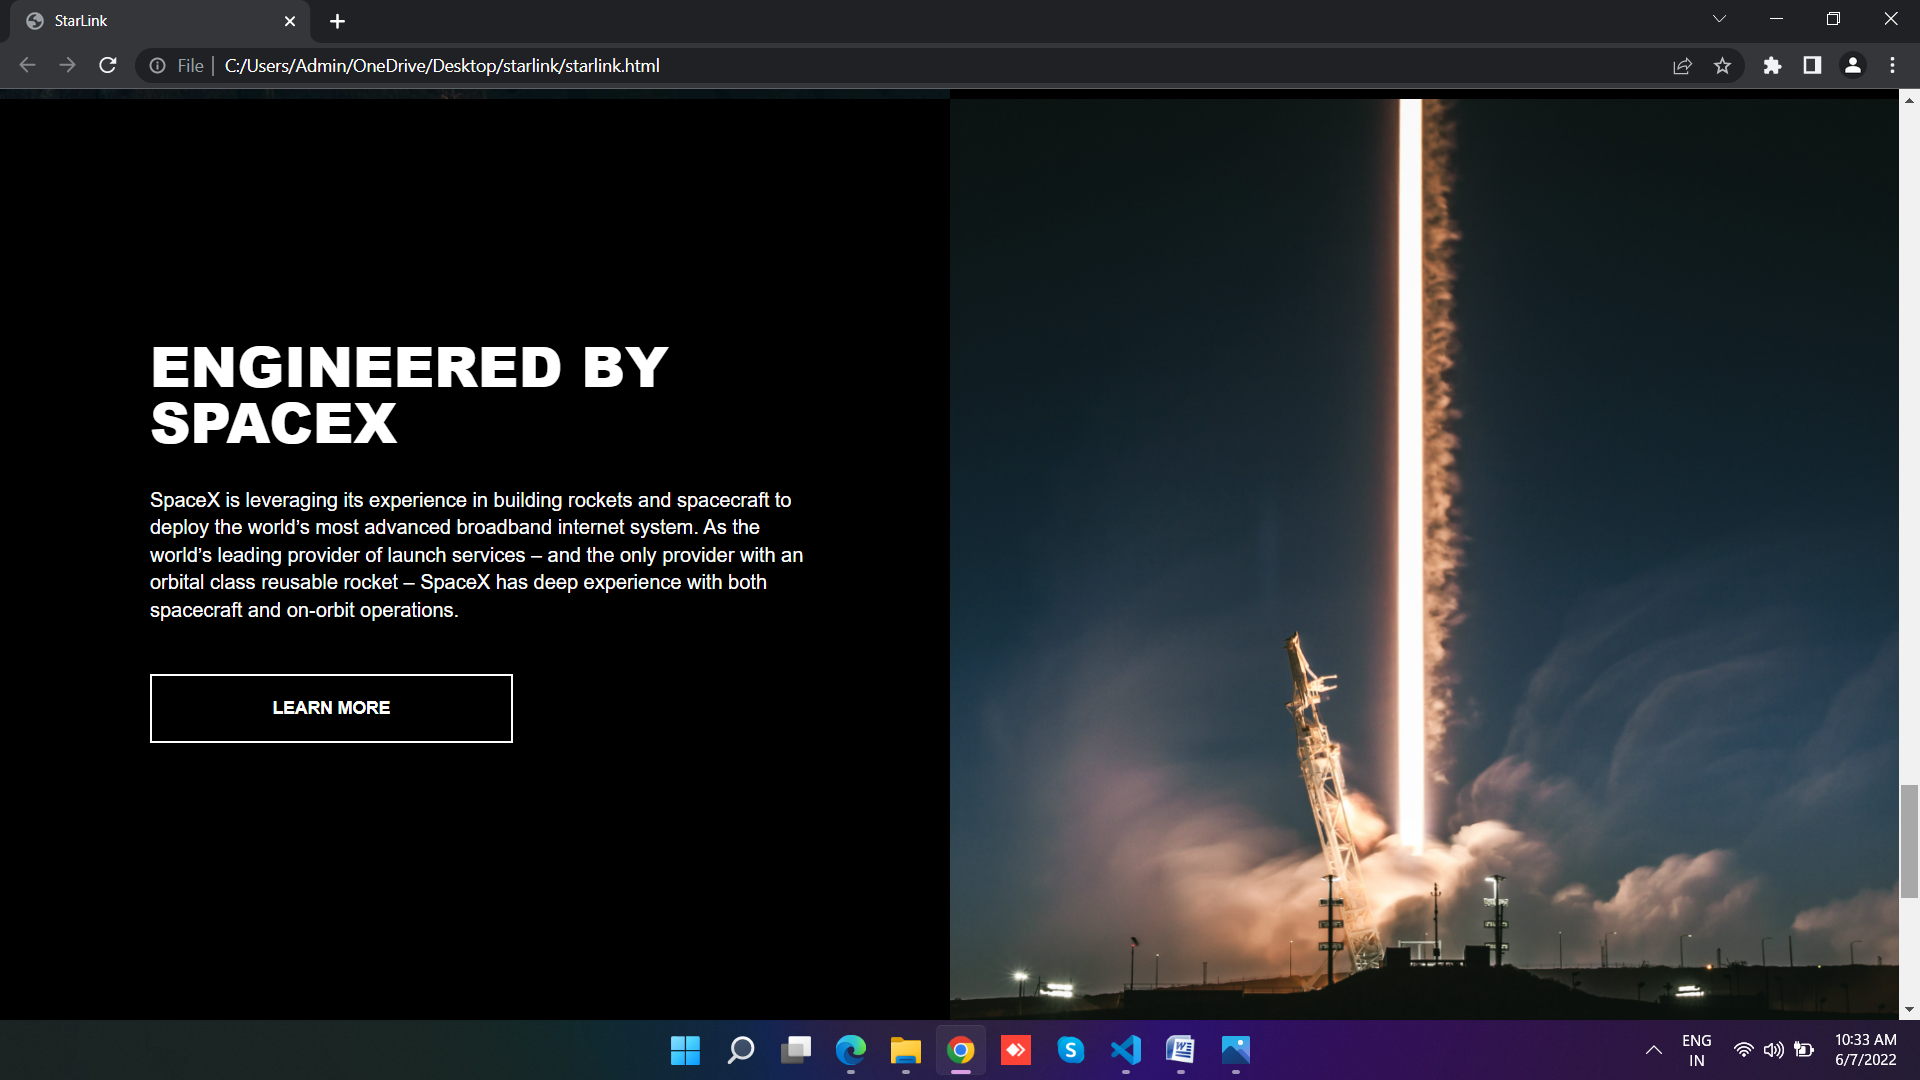 StarLink
File
C:/Users/Admin/OneDrive/Desktop/starlink/starlink.html
ENGINEERED BY
SPACEX
SpaceX is leveraging its experience in building rockets and spacecraft to
deploy the world’s most advanced broadband internet system. As the
world’s leading provider of launch services – and the only provider with an
orbital class reusable rocket – SpaceX has deep experience with both
spacecraft and on-orbit operations.
LEARN MORE
ENG
IN
10:33 AM
6/7/2022